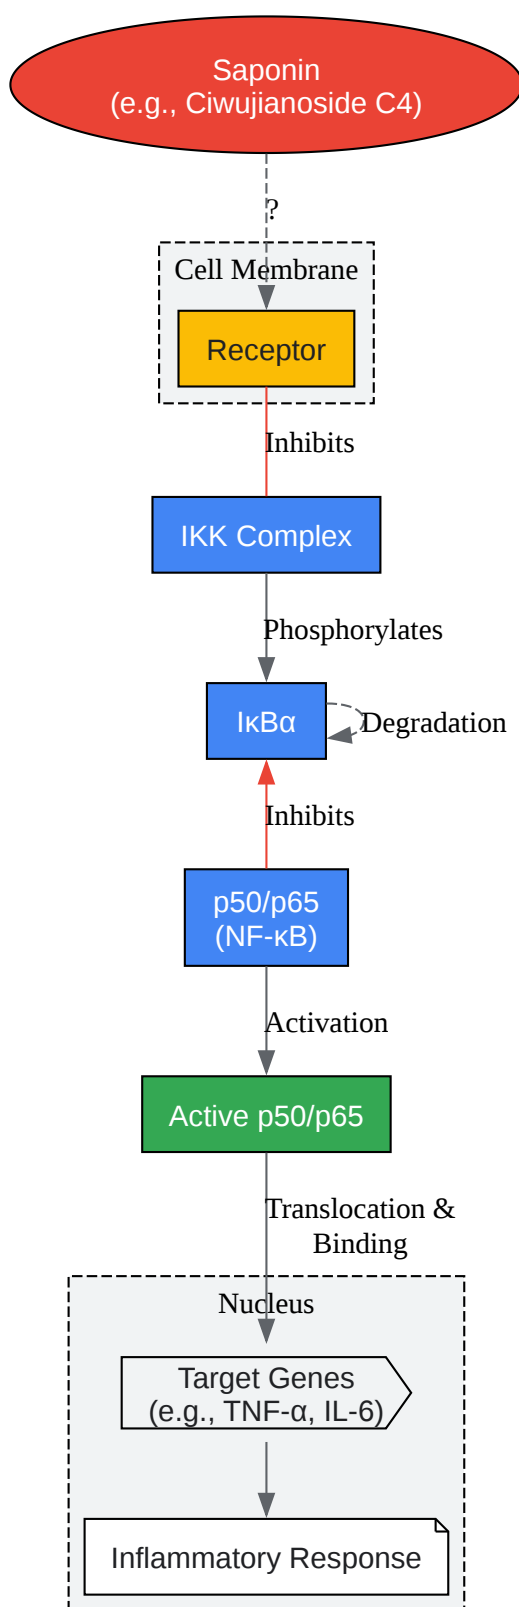 Saponin
(e.g., Ciwujianoside C4)
?
Cell Membrane
Receptor
Inhibits
IKK Complex
Phosphorylates
IκBα
Degradation
Inhibits
p50/p65
(NF-κB)
Activation
Active p50/p65
Translocation &
Binding
Nucleus
Target Genes
(e.g., TNF-α, IL-6)
Inflammatory Response